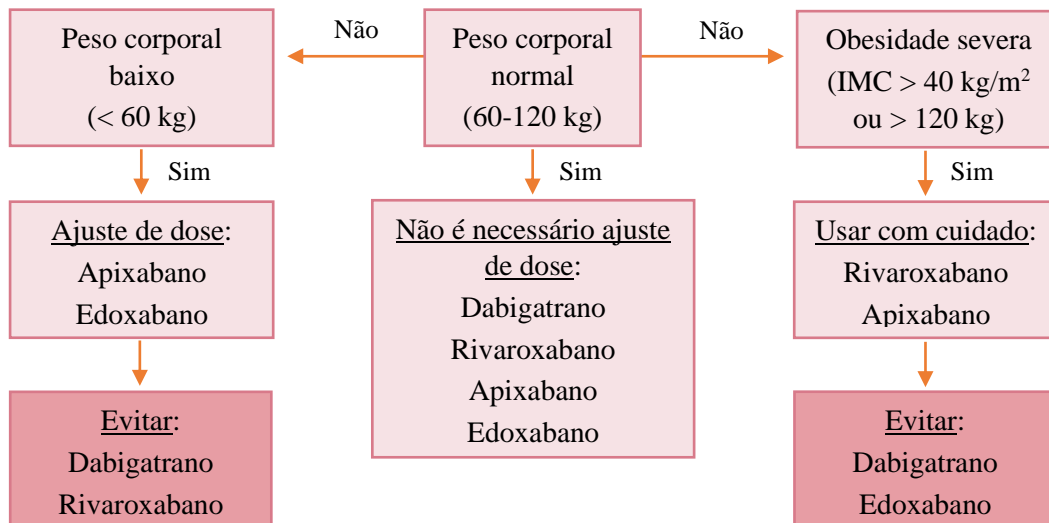 Peso corporal
baixo
(< 60 kg)
Não
Peso corporal
normal
(60-120 kg)
Não
Obesidade severa
(IMC > 40 kg/m²
ou > 120 kg)
Sim
Sim
Sim
Ajuste de dose:
Apixabano
Edoxabano
Não é necessário ajuste
de dose:
Dabigatrano
Rivaroxabano
Apixabano
Edoxabano
Usar com cuidado:
Rivaroxabano
Apixabano
Evitar:
Dabigatrano
Rivaroxabano
Evitar:
Dabigatrano
Edoxabano